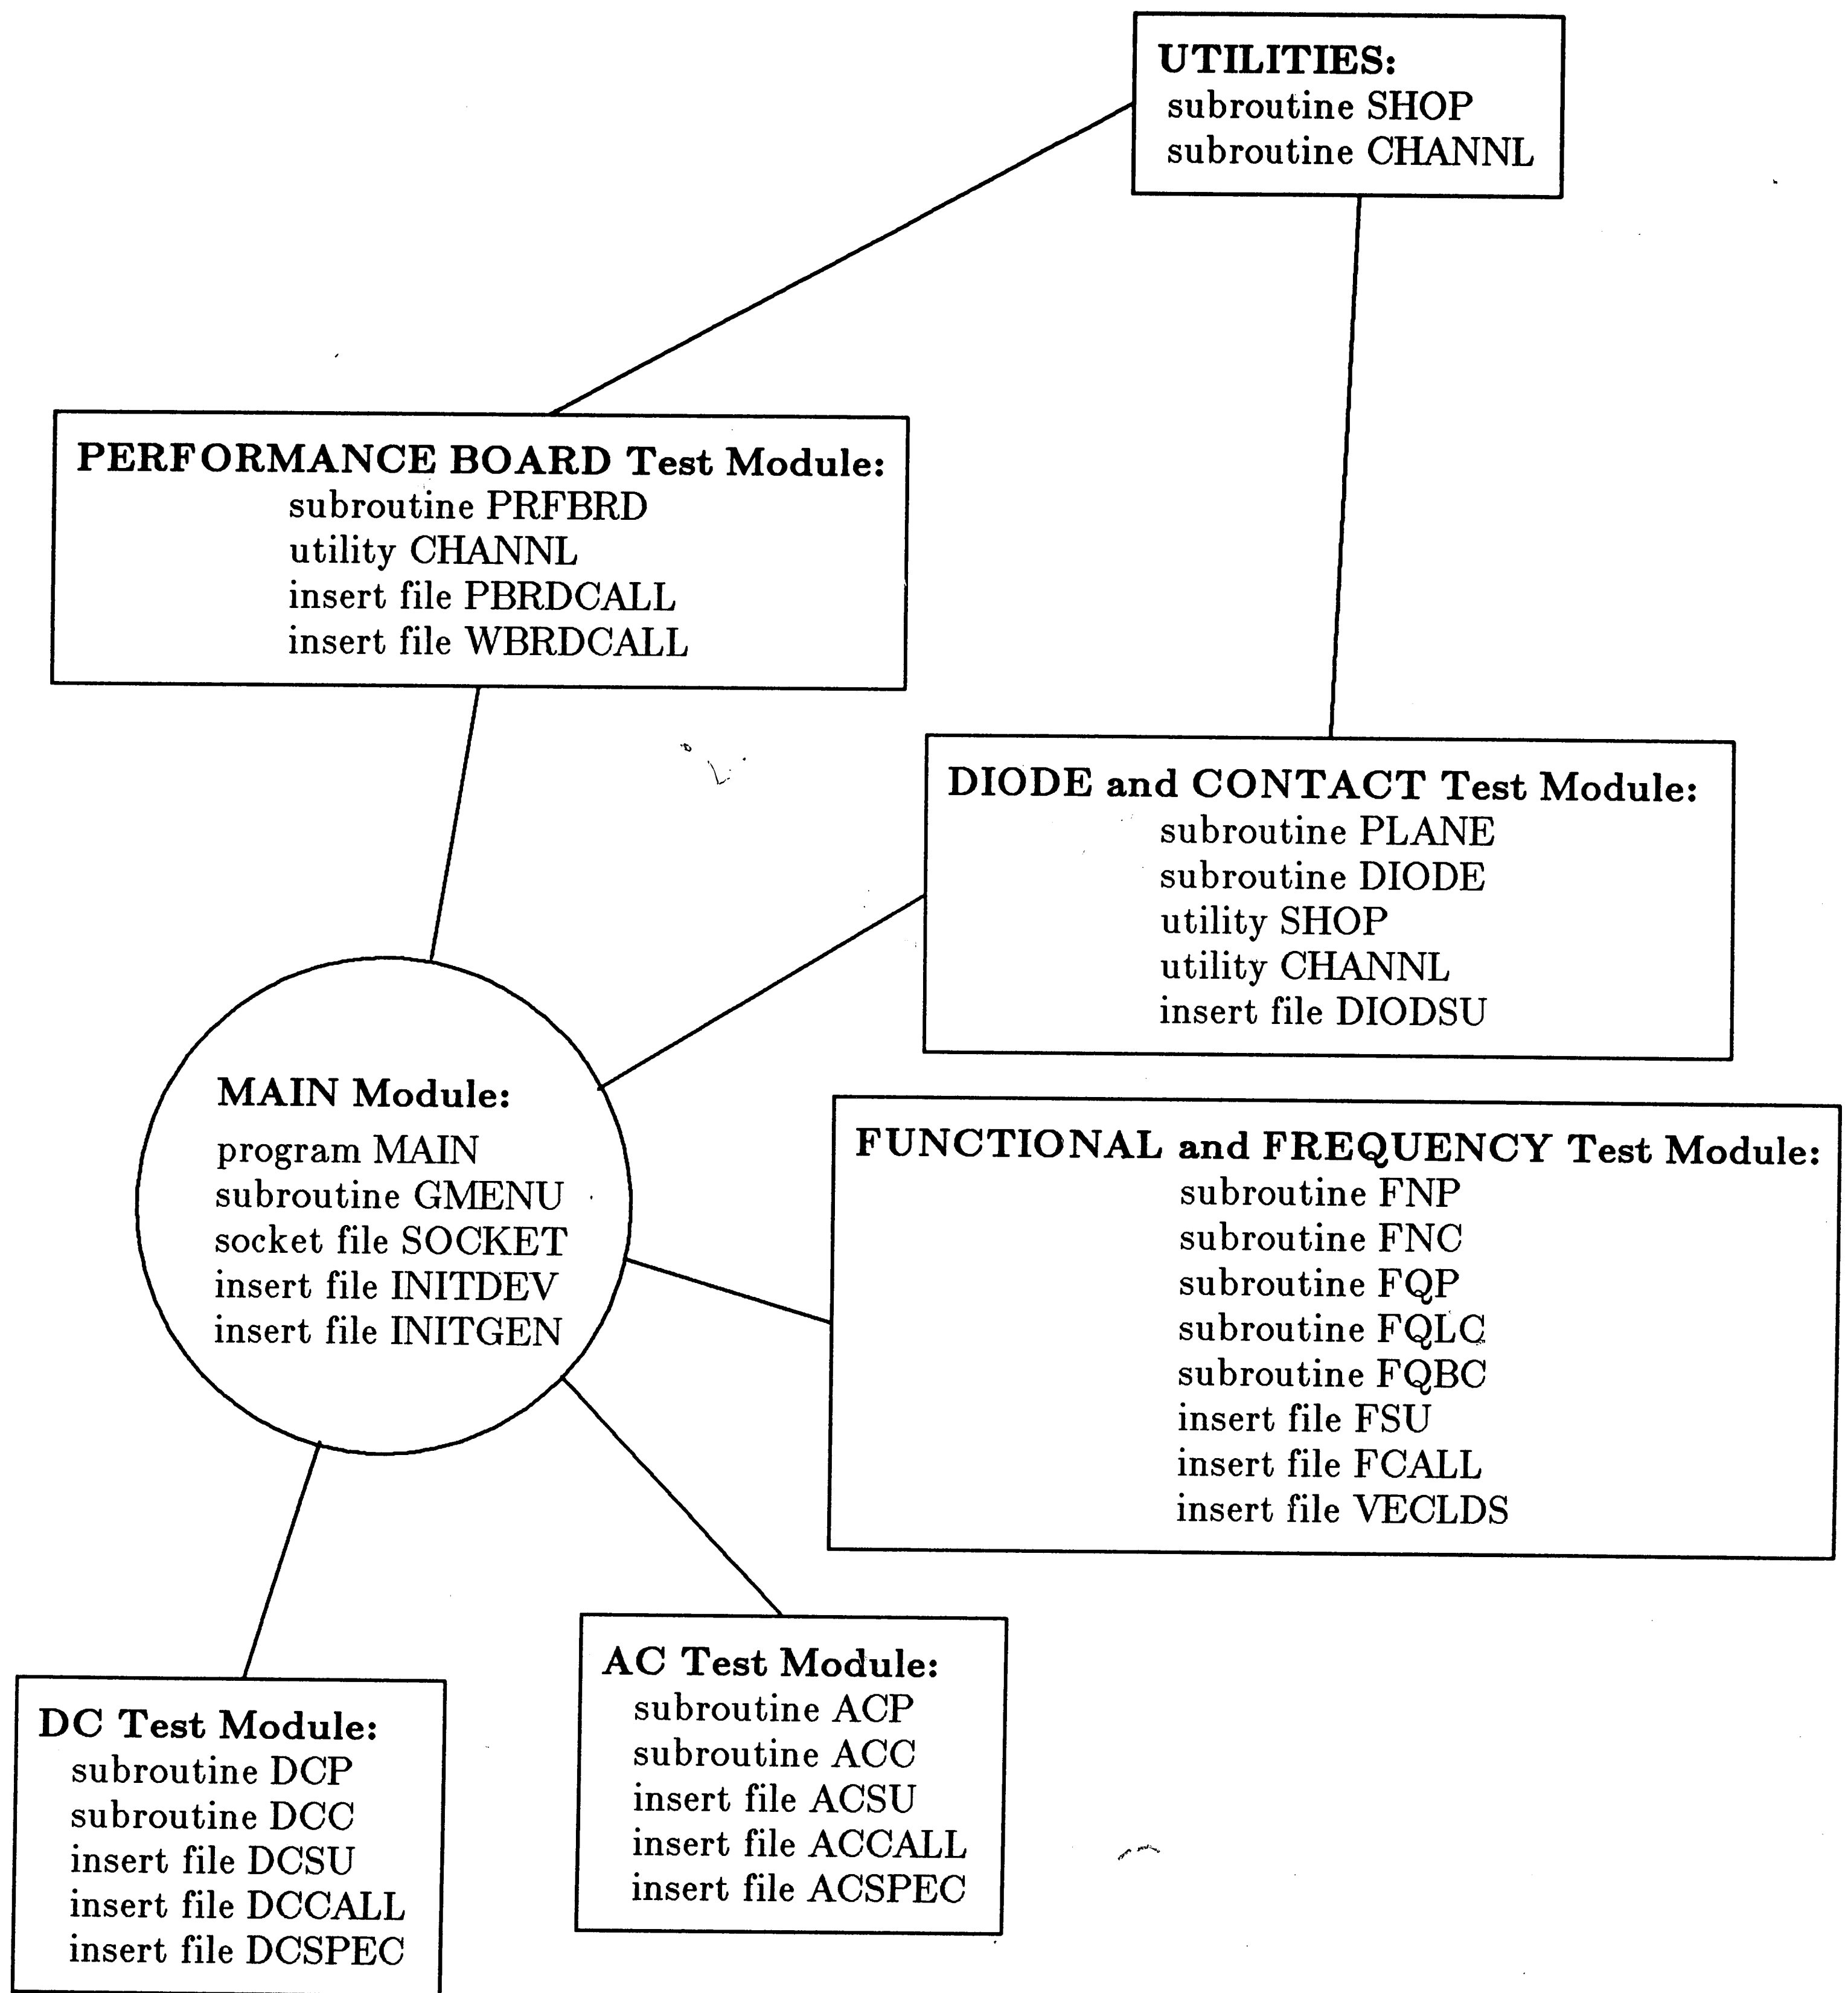 UTILITIES:
subroutine SHOP
subroutine CHANNL
PERFORMANCE BOARD Test Module:
subroutine PRFBRD
utility CHANNL
insert file PBRDCALL
insert file WBRDCALL
DIODE and CONTACT Test Module:
subroutine PLANE
subroutine DIODE
utility SHOP
utility CHANNL
insert file DIODSU
MAIN Module:
program MAIN
subroutine GMENU
socket file SOCKET
insert file INITDEV
insert file INITGEN
FUNCTIONAL and FREQUENCY Test Module:
subroutine FNP
subroutine FNC
subroutine FQP
subroutine FQLC
subroutine FQBC
insert file FSU
insert file FCALL
insert file VECLDS
AC Test Module:
subroutine ACP
subroutine ACC
insert file ACSU
insert file ACCALL
insert file ACSPEC
DC Test Module:
subroutine DCP
subroutine DCC
insert file DCSU
insert file DCCALL
insert file DCSPEC